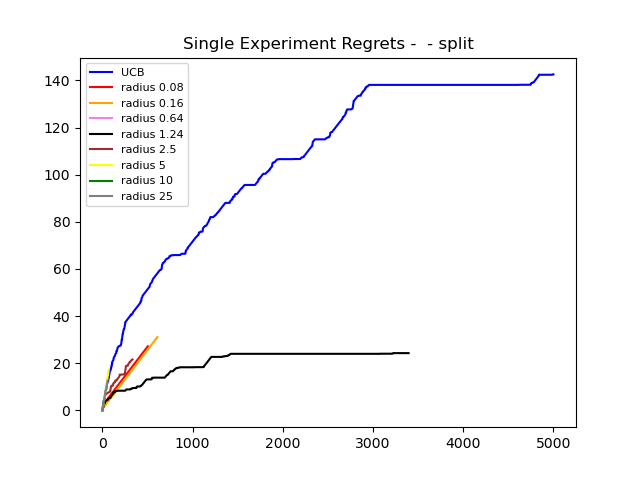 Single Experiment Regrets -  - split
UCB
radius 0.08
radius 0.16
radius 0.64
radius 1.24
radius 2.5
radius 5
radius 10
radius 25
140
120
100
80
60
40
20
0
0 1000 2000 3000 4000 5000